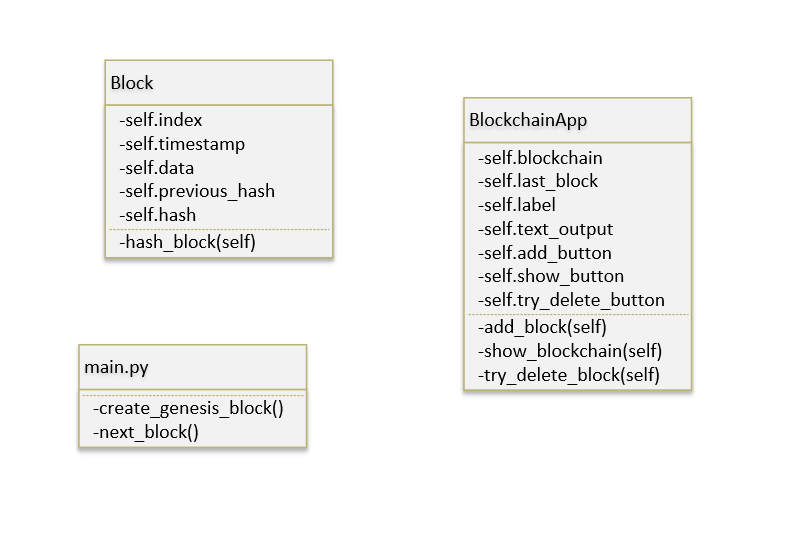 Block
-self.index
-self.timestamp
-self.data
-self.previous_hash
-self.hash
-hash_block(self)
BlockchainApp
-self.blockchain
-self.last_block
-self.label
-self.text_output
-self.add_button
-self.show_button
-self.try_delete_button
-add_block(self)
-show_blockchain(self)
-try_delete_block(self)
main.py
-create_genesis_block()
-next_block()